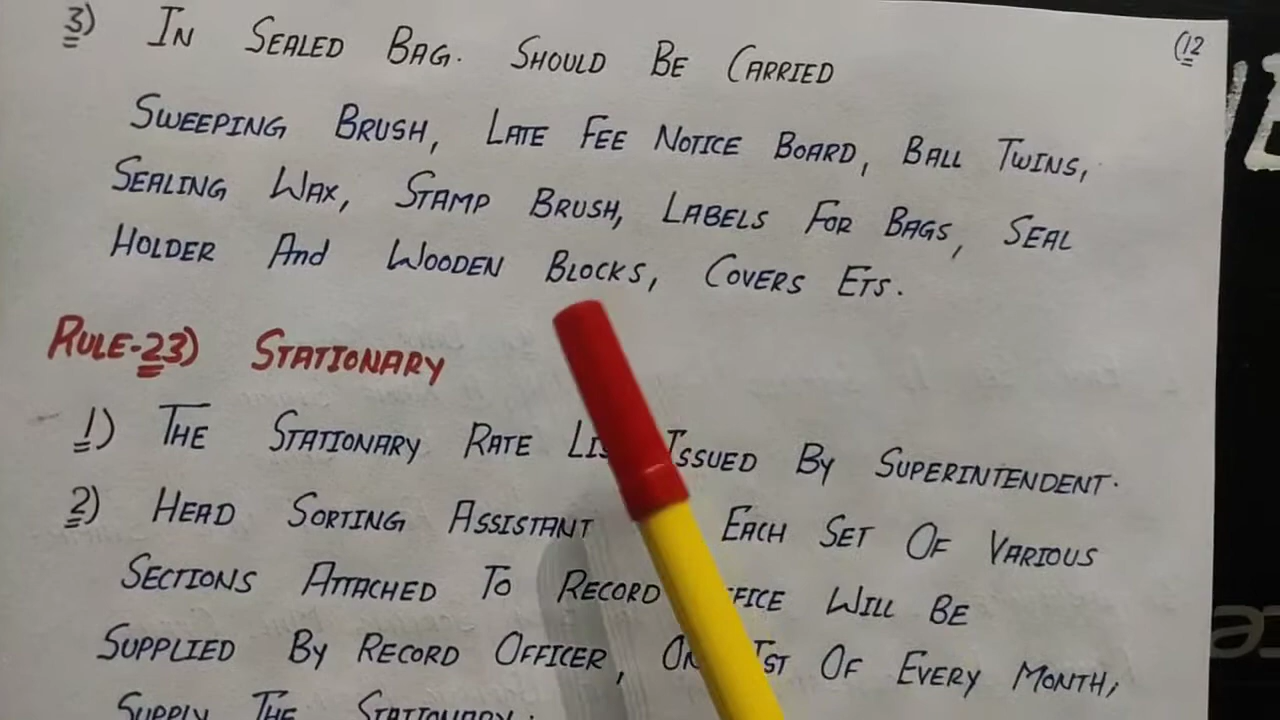 3) IN SEALED BAG. SHOULD BE CARRIED
(12
SWEEPING BRUSH, LATE FEE NOTICE BOARD, BALL TWINS,
SEALING WAX, STAMP BRUSH, LABELS FOR BAGS, SEAL
HOLDER And WOODEN BLOCKS, COVERS ETS.
RULE-23) STATIONARY
1) THE STATIONARY RATE ISSUED BY SUPERINTENDENT.
2) HEAD SORTING ASSISTANT EACH SET OF VARIOUS
SECTIONS ATTACHED TO RECORD WILL BE
SUPPLIED BY RECORD OFFICER, OF EVERY MONTH,
SUPPLY THE STATIONARY.